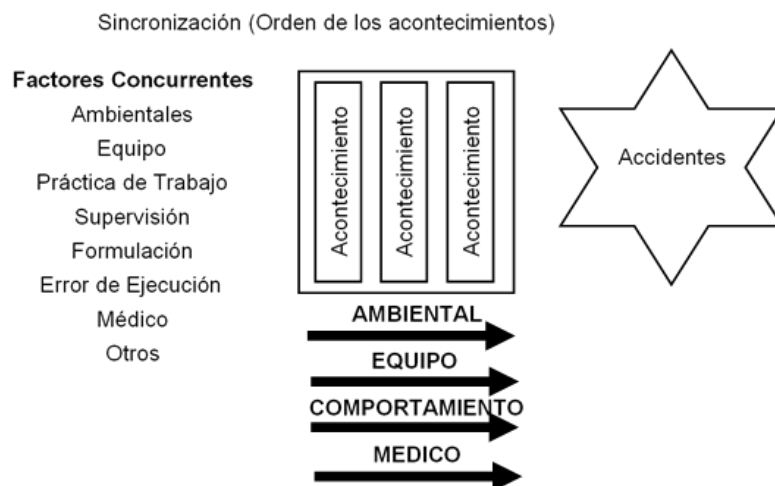 Sincronización (Orden de los acontecimientos)
Factores Concurrentes
Ambientales
Equipo
Práctica de Trabajo
Supervisión
Formulación
Error de Ejecución
Médico
Otros
Acontecimiento
Acontecimiento
Acontecimiento
Accidentes
AMBIENTAL
EQUIPO
COMPORTAMIENTO
MEDICO